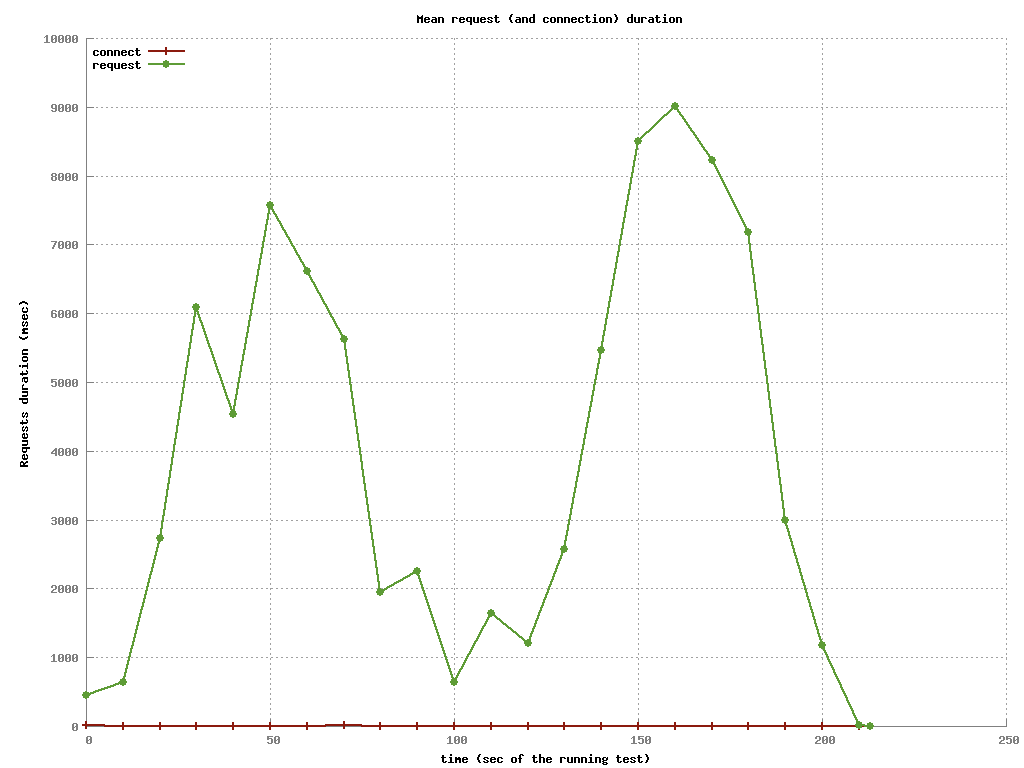 Mean request (and connection) duration
connect
request
10000
9000
8000
7000
6000
5000
4000
3000
2000
1000
0
Requests duration (msec)
0 50 100 150 200 250
time (sec of the running test)